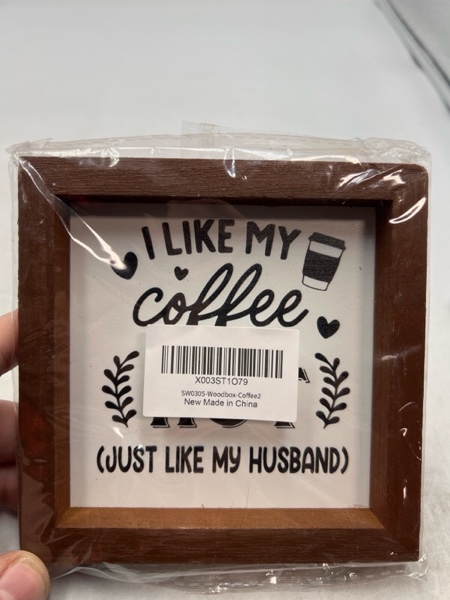 I LIKE MY
coffee
X003ST1O79
SW0305-Woodbox-Coffee2
New Made in China
(JUST LIKE MY HUSBAND)